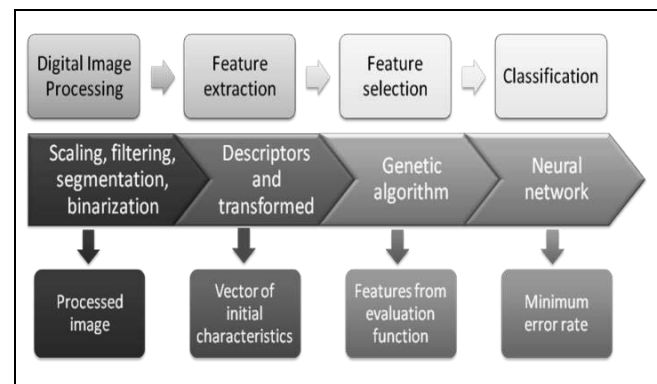 Digital Image
Processing
Feature
extraction
Feature
selection
Classification
Scaling, filtering,
segmentation,
binarization
Descriptors
and
transformed
Genetic
algorithm
Neural
network
Processed
image
Vector of
initial
characteristics
Features from
evaluation
function
Minimum
error rate